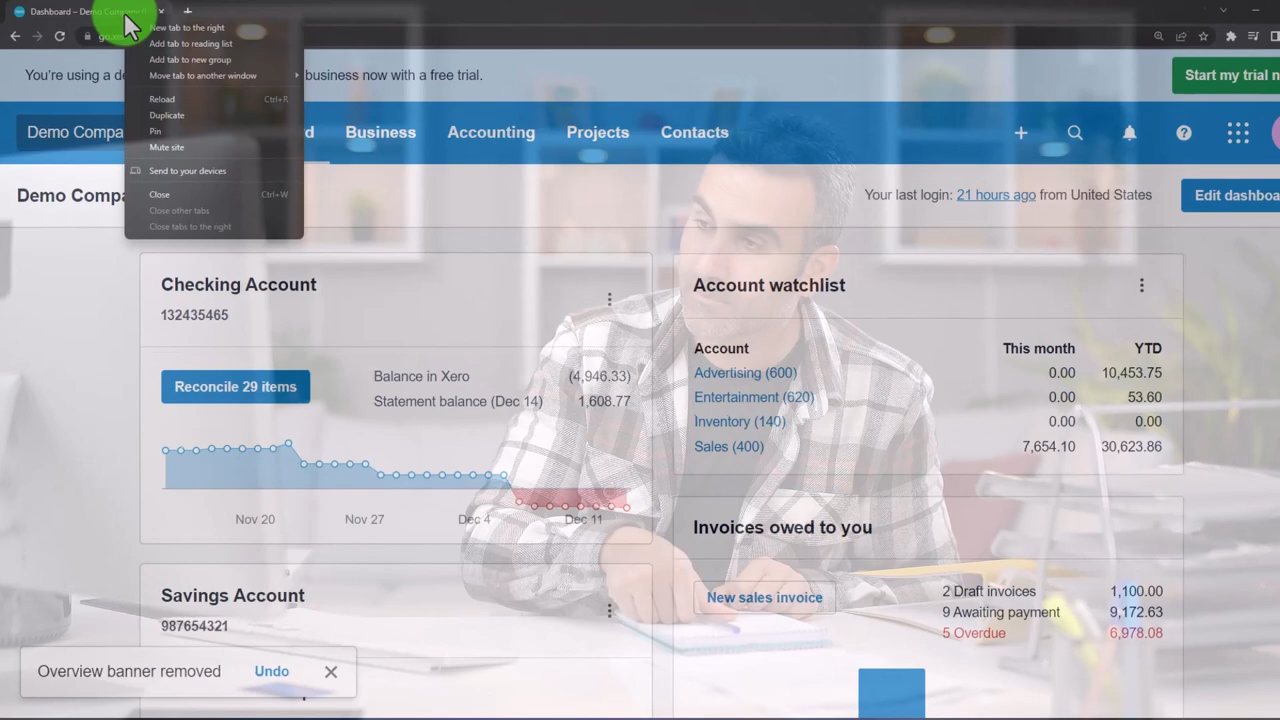 Dashboard – Demo Company
New tab to the right
Add tab to reading list
Add tab to new group
Move tab to another window
Reload Ctrl+R
Duplicate
Pin
Mute site
Send to your devices
Close Ctrl+W
Close other tabs
Close tabs to the right
You're using a de business now with a free trial.
Start my trial n
Demo Compa d Business Accounting Projects Contacts
Demo Compa
Your last login: 21 hours ago from United States
Edit dashboa
Checking Account
132435465
Reconcile 29 items
Balance in Xero (4,946.33)
Statement balance (Dec 14) 1,608.77
Nov 20 Nov 27 Dec 4 Dec 11
Account watchlist
Account This month YTD
Advertising (600) 0.00 10,453.75
Entertainment (620) 0.00 53.60
Inventory (140) 0.00 0.00
Sales (400) 7,654.10 30,623.86
Invoices owed to you
New sales invoice
2 Draft invoices 1,100.00
9 Awaiting payment 9,172.63
5 Overdue 6,978.08
Savings Account
987654321
Overview banner removed Undo